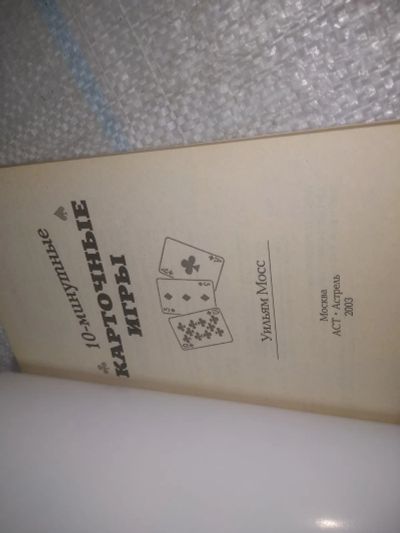 10-минутные
КАРТОЧНЫЕ
ИГРЫ
Уильям Мосс
Москва
АСТ • Астрель
2003